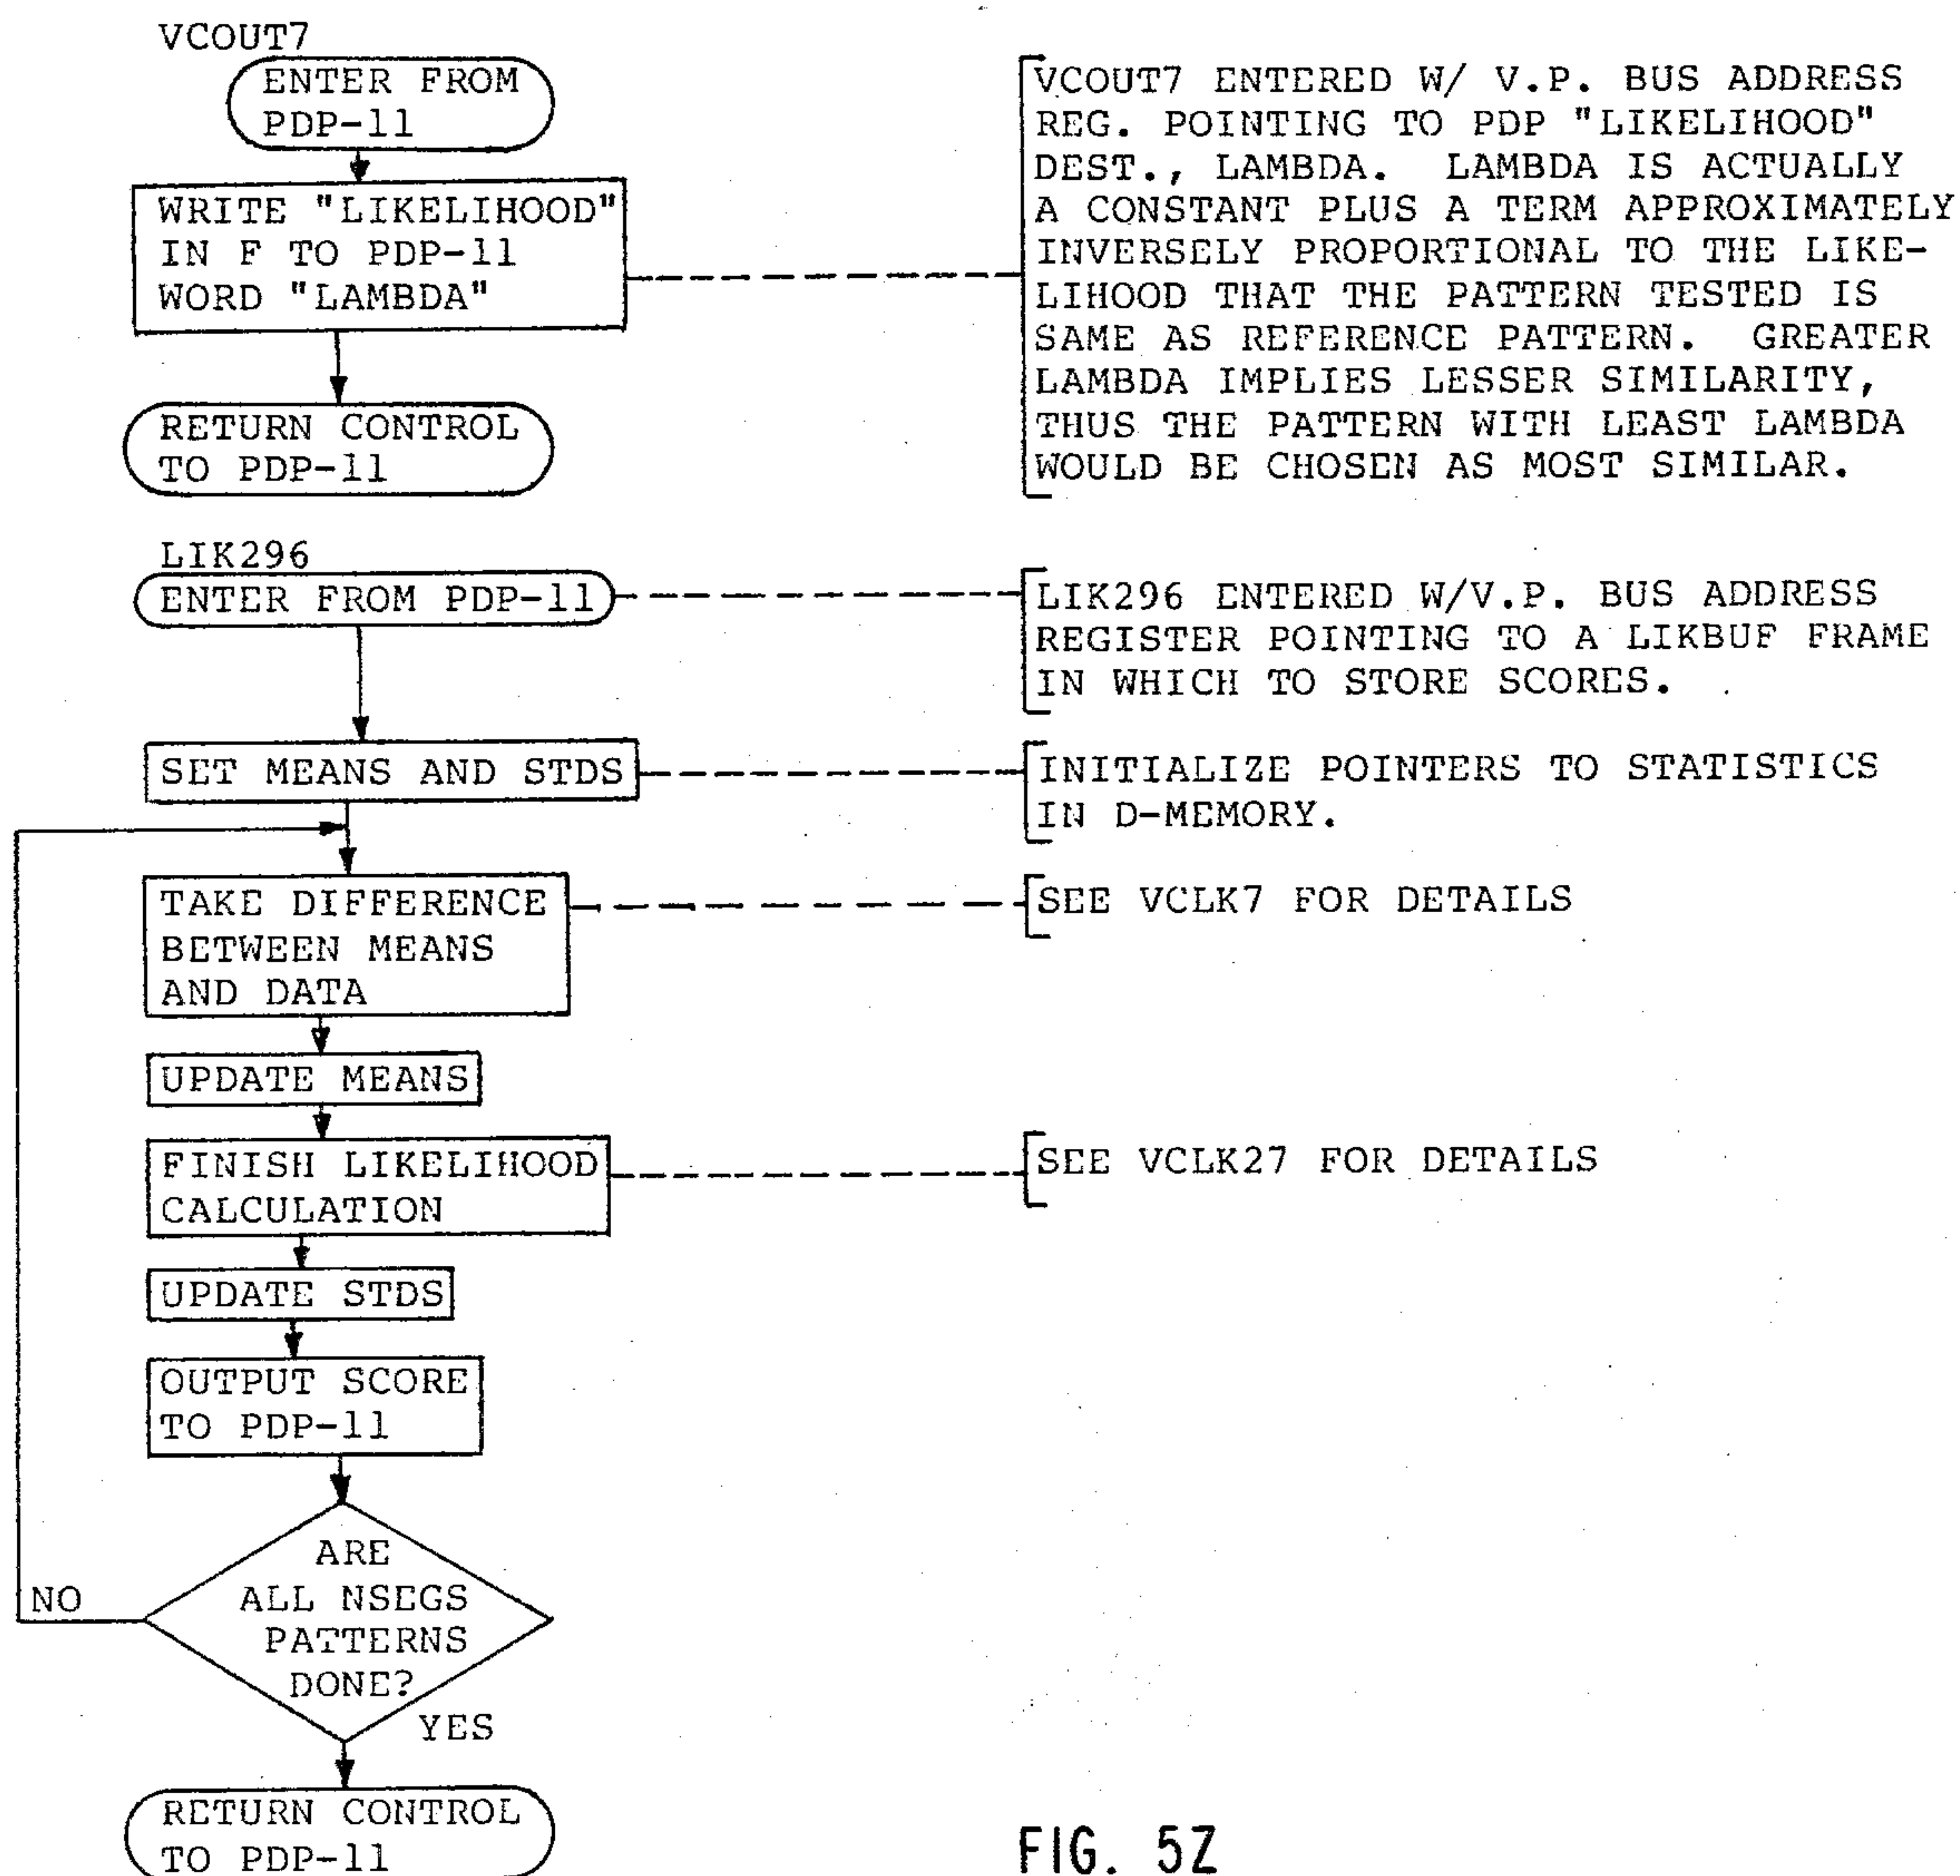 VCOUT7
ENTER FROM
PDP-11
WRITE "LIKELIHOOD"
IN F TO PDP-11
WORD "LAMBDA"
RETURN CONTROL
TO PDP-11
VCOUT7 ENTERED W/ V.P. BUS ADDRESS
REG. POINTING TO PDP "LIKELIHOOD"
DEST., LAMBDA. LAMBDA IS ACTUALLY
A CONSTANT PLUS A TERM APPROXIMATELY
INVERSELY PROPORTIONAL TO THE LIKE-
LIHOOD THAT THE PATTERN TESTED IS
SAME AS REFERENCE PATTERN. GREATER
LAMBDA IMPLIES LESSER SIMILARITY,
THUS THE PATTERN WITH LEAST LAMBDA
WOULD BE CHOSEN AS MOST SIMILAR.
LIK296
ENTER FROM PDP-11
LIK296 ENTERED W/V.P. BUS ADDRESS
REGISTER POINTING TO A LIKBUF FRAME
IN WHICH TO STORE SCORES.
SET MEANS AND STDS
INITIALIZE POINTERS TO STATISTICS
IN D-MEMORY.
TAKE DIFFERENCE
BETWEEN MEANS
AND DATA
SEE VCLK7 FOR DETAILS
UPDATE MEANS
FINISH LIKELIHOOD
CALCULATION
SEE VCLK27 FOR DETAILS
UPDATE STDS
OUTPUT SCORE
TO PDP-11
ARE
ALL NSEGS
PATTERNS
DONE?
NO
YES
RETURN CONTROL
TO PDP-11
FIG. 5Z